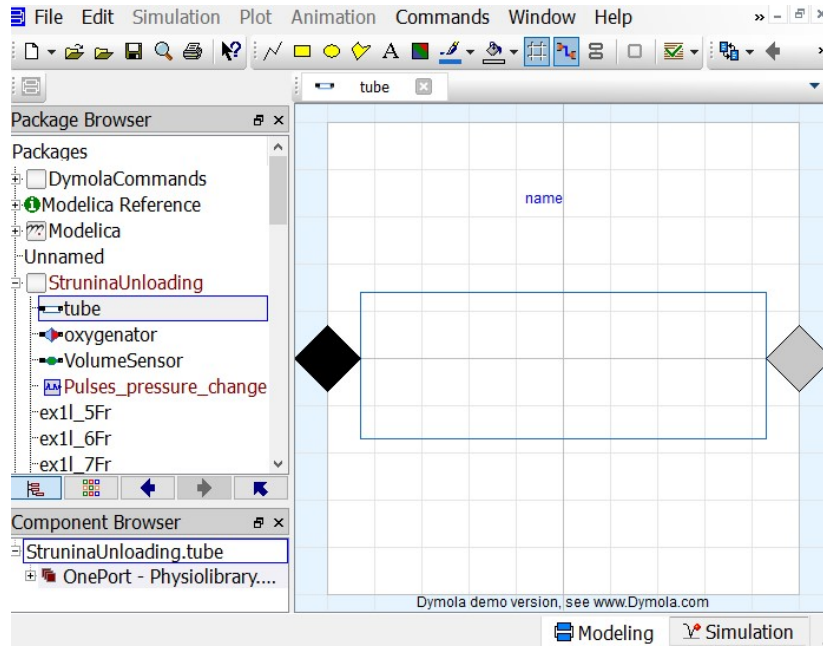 File Edit Simulation Plot Animation Commands Window Help
A
tube
Package Browser
Packages
DymolaCommands
Modelica Reference
Modelica
Unnamed
StruninaUnloading
tube
oxygenator
VolumeSensor
Pulses_pressure_change
ex1l_5Fr
ex1l_6Fr
ex1l_7Fr
Component Browser
StruninaUnloading.tube
OnePort - Physiolibrary....
name
Dymola demo version, see www.Dymola.com
Modeling Simulation